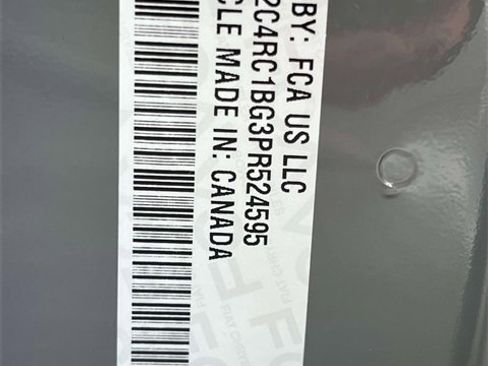 BY: FCA US LLC
2C4RC1BG3PR524595
CLE MADE IN: CANADA